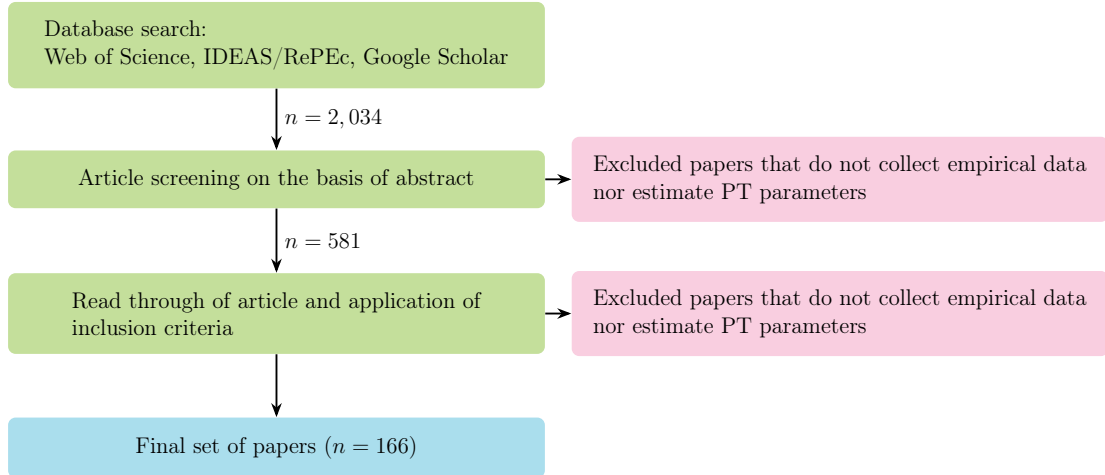 Database search:
Web of Science, IDEAS/RePEc, Google Scholar
n = 2, 034
Article screening on the basis of abstract
Excluded papers that do not collect empirical data
nor estimate PT parameters
n = 581
Read through of article and application of
inclusion criteria
Excluded papers that do not collect empirical data
nor estimate PT parameters
Final set of papers (n = 166)